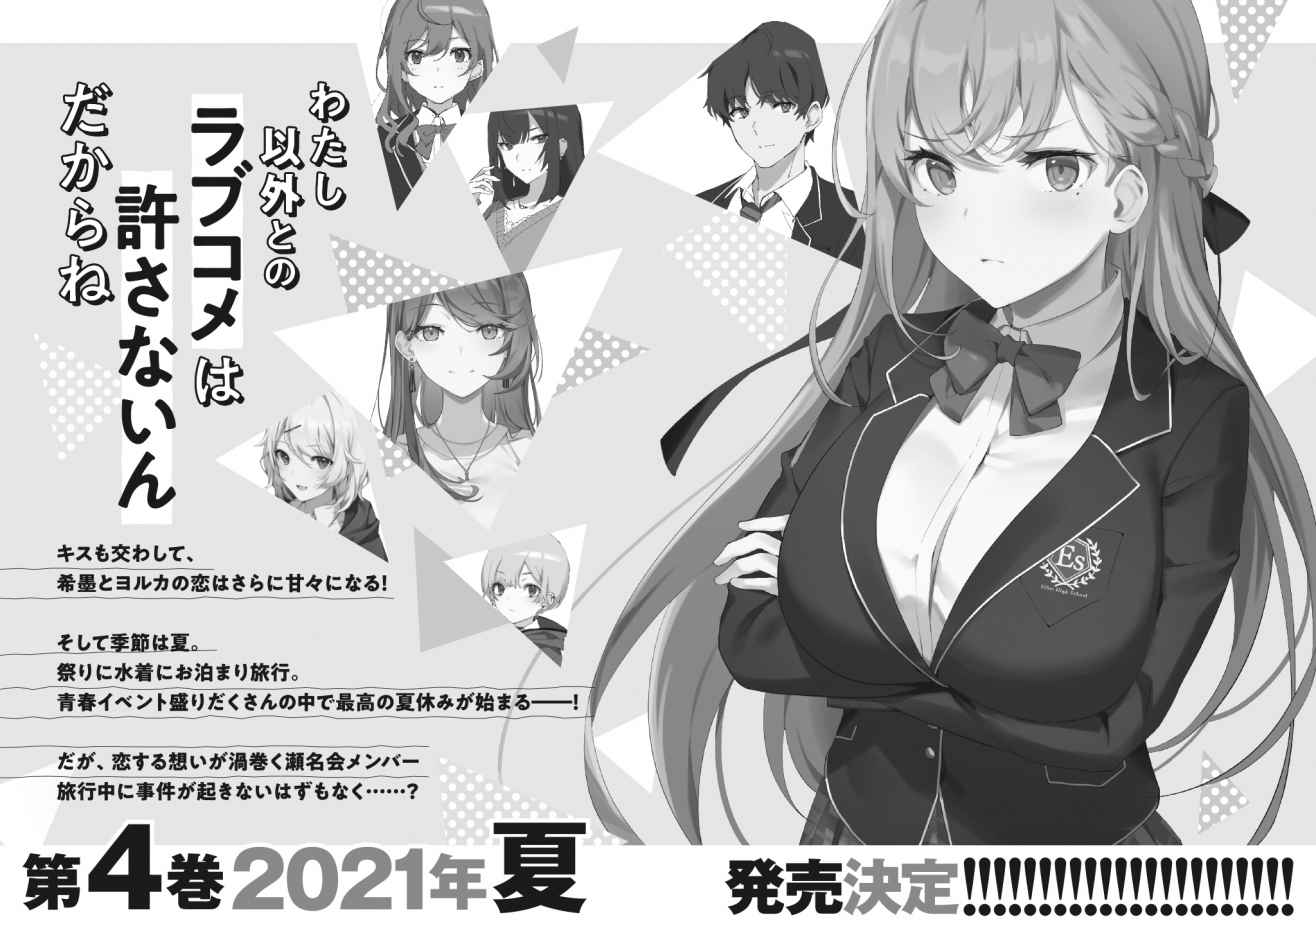 わたし
以外との
ラブコメは
許さないん
だからね
キスも交わして、
希墨とヨルカの恋はさらに甘々になる!
そして季節は夏。
祭りに水着にお泊まり旅行。
青春イベント盛りだくさんの中で最高の夏休みが始まる――!
だが、恋する想いが渦巻く瀬名会メンバー
旅行中に事件が起きないはずもなく……?
第4巻2021年夏
発売決定!!!!!!!!!!!!!!!!!!!!!!
Es
High School